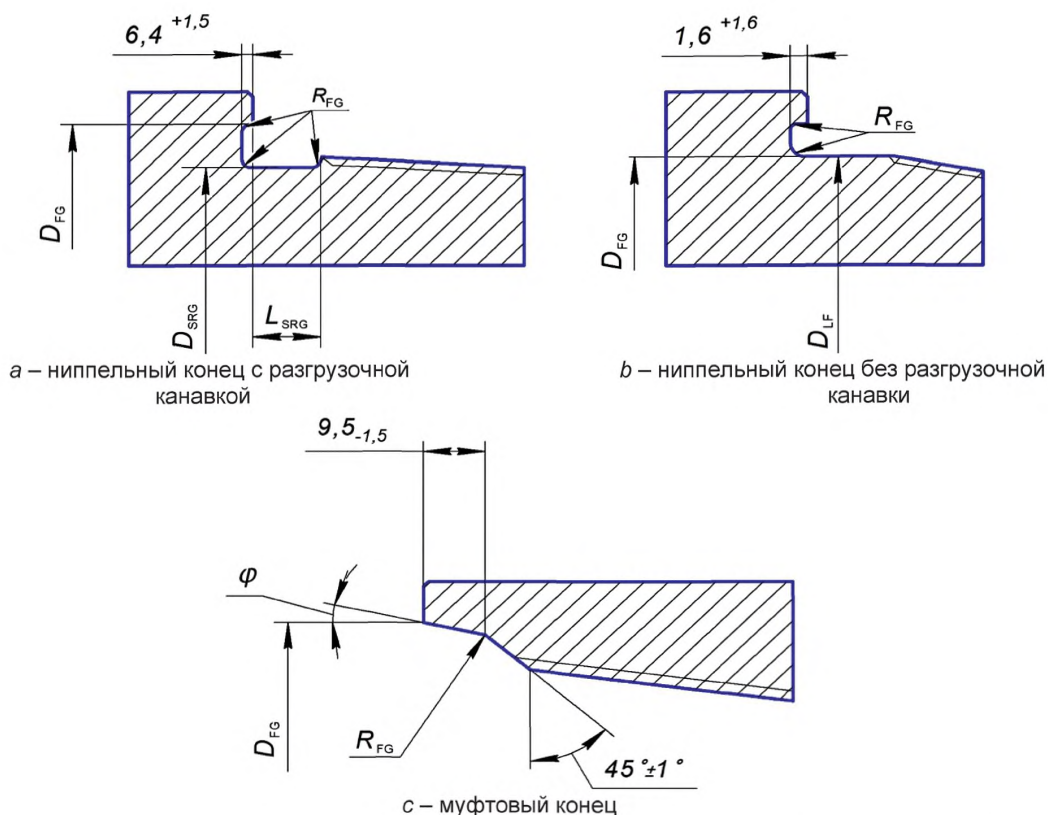 6,4 +1,5
R FG
D FG
D SRG
L SRG
a – ниппельный конец с разгрузочной
канавкой
1,6 +1,6
R FG
D FG
D LF
b – ниппельный конец без разгрузочной
канавки
9,5 -1,5
φ
D FG
R FG
45°±1°
c – муфтовый конец